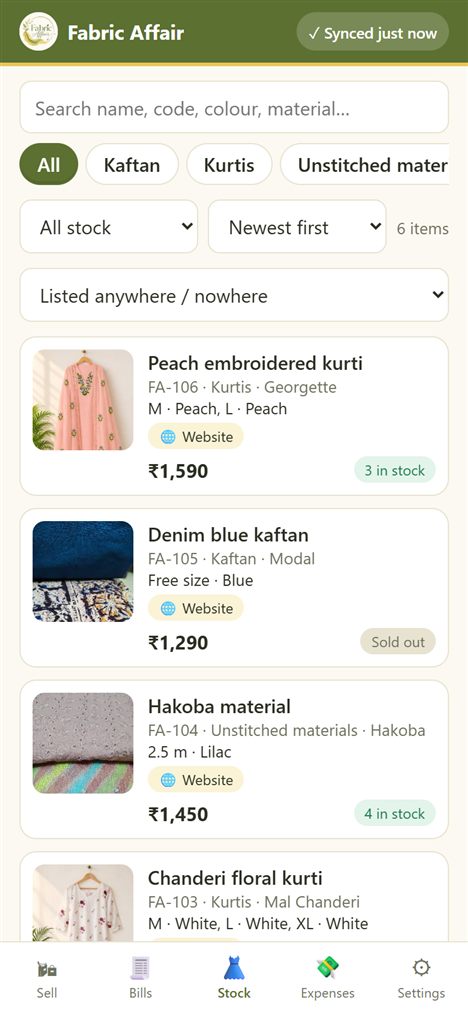 Fabric Affair
✓ Synced just now
Search name, code, colour, material...
All
Kaftan
Kurtis
Unstitched mater
All stock
Newest first
6 items
Listed anywhere / nowhere
Peach embroidered kurti
FA-106 · Kurtis · Georgette
M · Peach, L · Peach
Website
₹1,590
3 in stock
Denim blue kaftan
FA-105 · Kaftan · Modal
Free size · Blue
Website
₹1,290
Sold out
Hakoba material
FA-104 · Unstitched materials · Hakoba
2.5 m · Lilac
Website
₹1,450
4 in stock
Chanderi floral kurti
FA-103 · Kurtis · Mal Chanderi
M · White, L · White, XL · White
Sell
Bills
Stock
Expenses
Settings